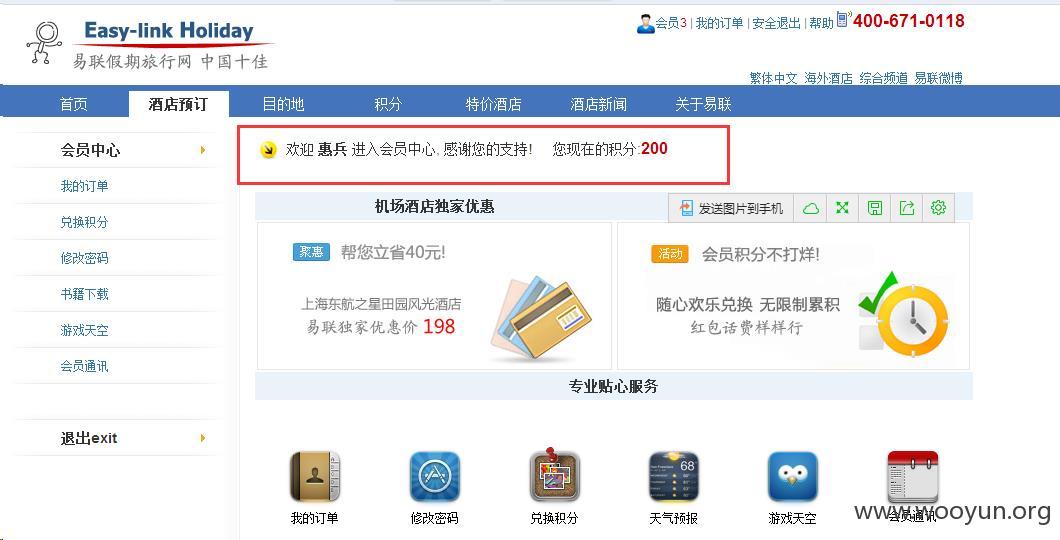 Easy-link Holiday
易联假期旅行网 中国十佳
会员3 | 我的订单 | 安全退出 | 帮助 400-671-0118
繁体中文 海外酒店 综合频道 易联微博
首页 酒店预订 目的地 积分 特价酒店 酒店新闻 关于易联
会员中心
我的订单
兑换积分
修改密码
书籍下载
游戏天空
会员通讯
退出exit
欢迎 惠兵 进入会员中心, 感谢您的支持! 您现在的积分:200
机场酒店独家优惠
发送图片到手机
聚惠 帮您立省40元!
上海东航之星田园风光酒店
易联独家优惠价 198
活动 会员积分不打烊!
随心欢乐兑换 无限制累积
红包话费样样行
专业贴心服务
68°
我的订单 修改密码 兑换积分 天气预报 游戏天空 会员通讯
www.wooyun.org